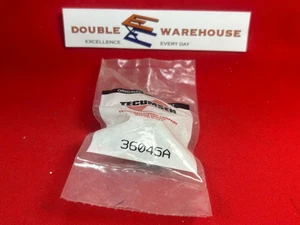 DOUBLE WAREHOUSE
EXCELLENCE EVERY DAY
TECUMSEH
36045A